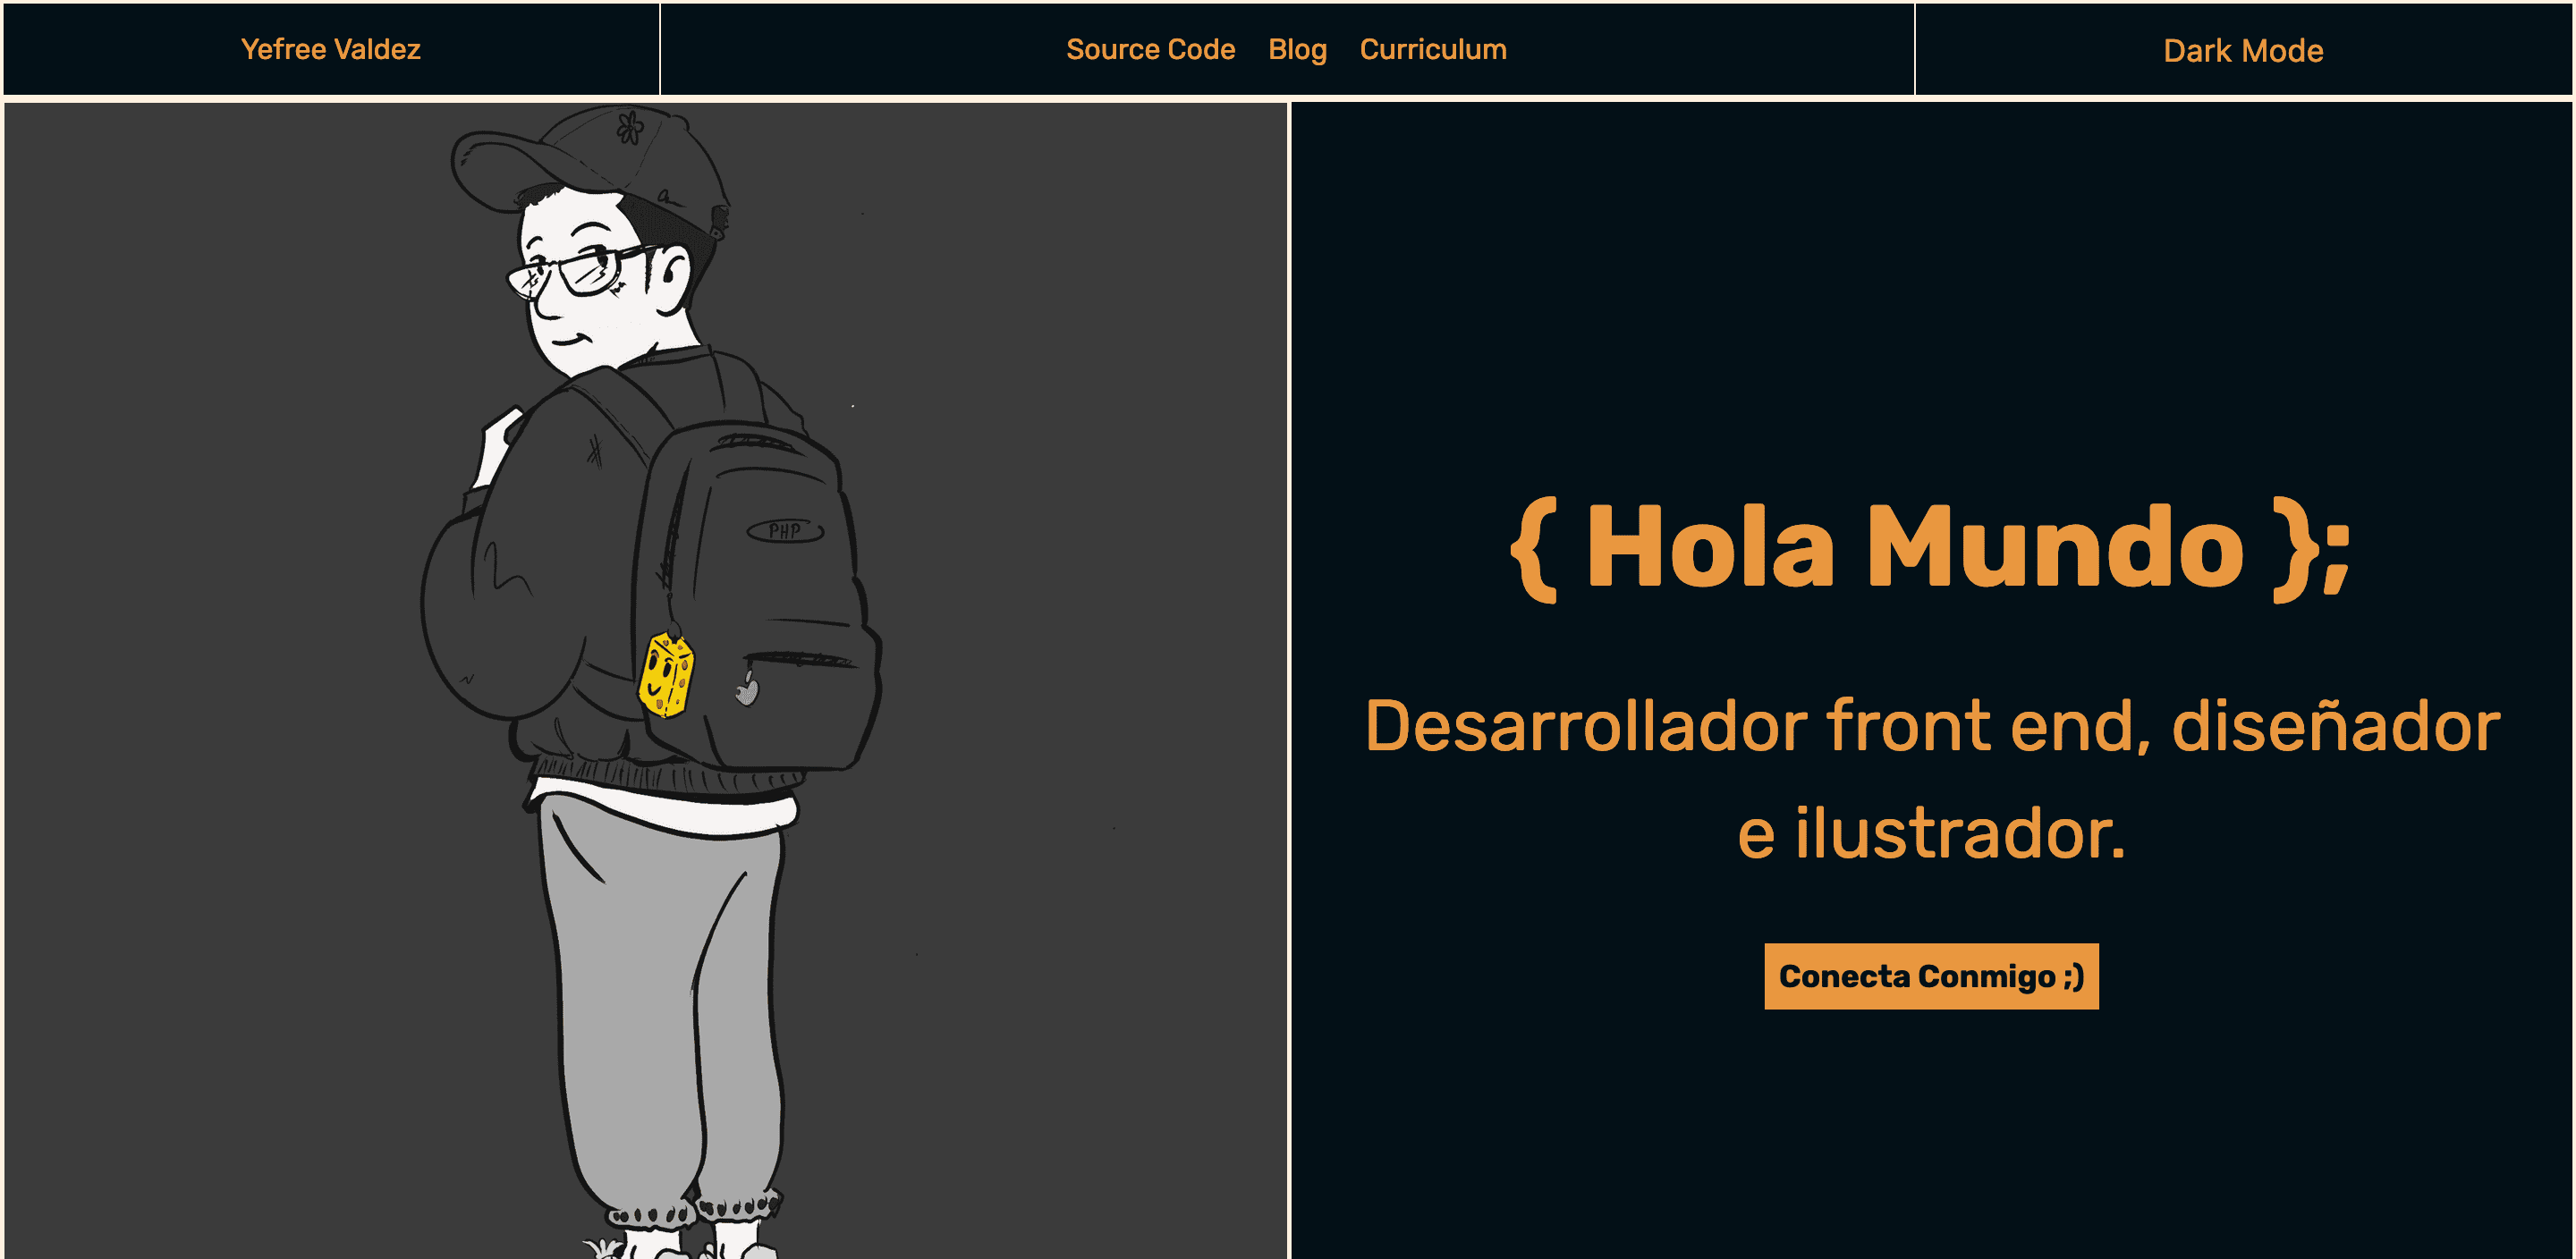 Yefree Valdez
Source Code Blog Curriculum
Dark Mode
PHP
{ Hola Mundo };
Desarrollador front end, diseñador
e ilustrador.
Conecta Conmigo ;)